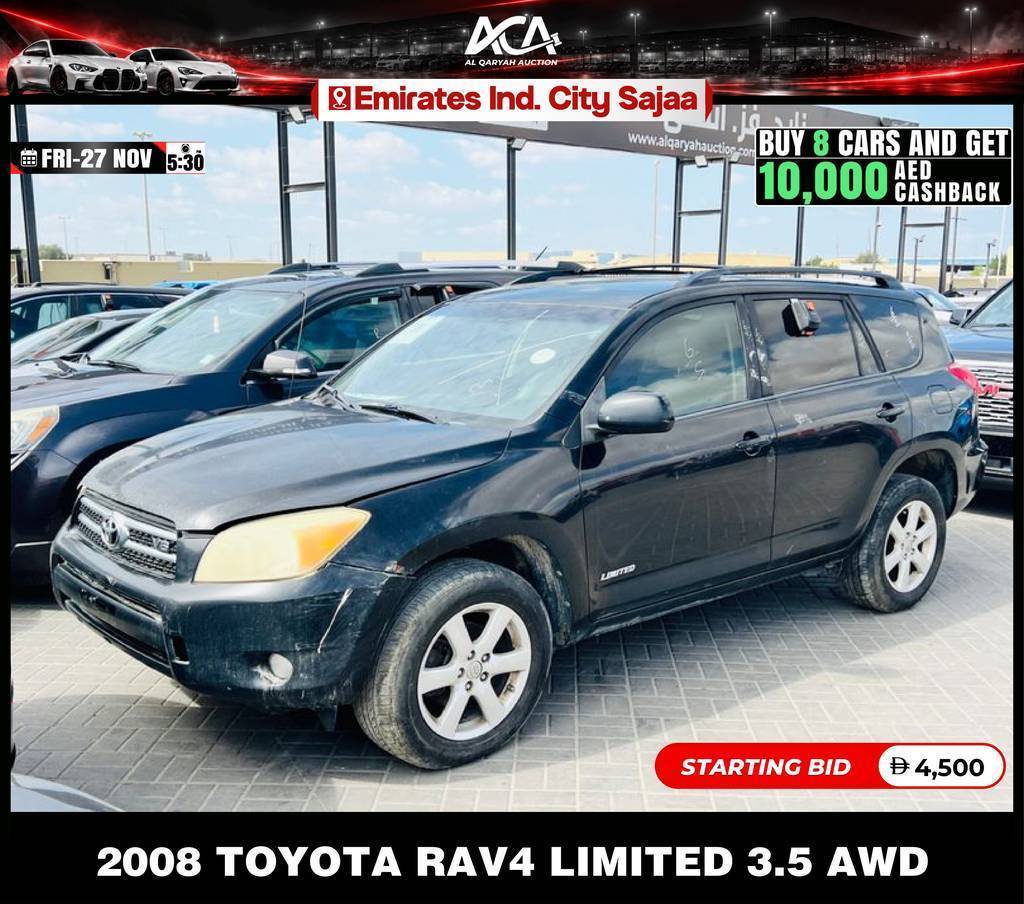 ACA
AL QARYAH AUCTION
Emirates Ind. City Sajaa
www.alqaryahauction.com
FRI-27 NOV 5:30
BUY 8 CARS AND GET
10,000 AED CASHBACK
LIMITED
STARTING BID 4,500
2008 TOYOTA RAV4 LIMITED 3.5 AWD